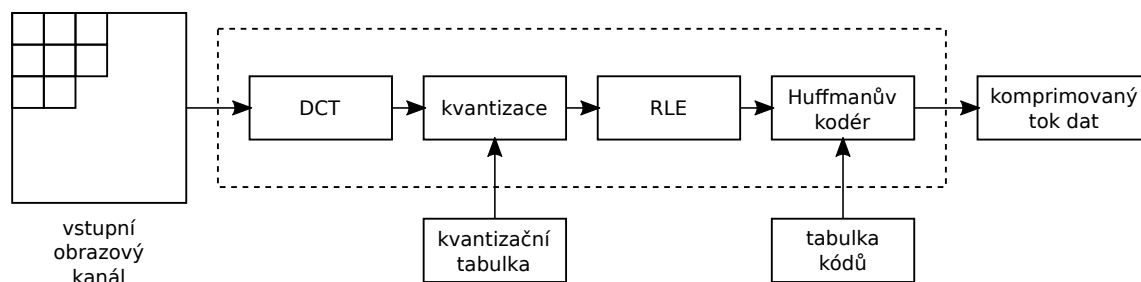 DCT
kvantizace
RLE
Huffmanův
kodér
komprimovaný
tok dat
vstupní
obrazový
kanál
kvantizační
tabulka
tabulka
kódů